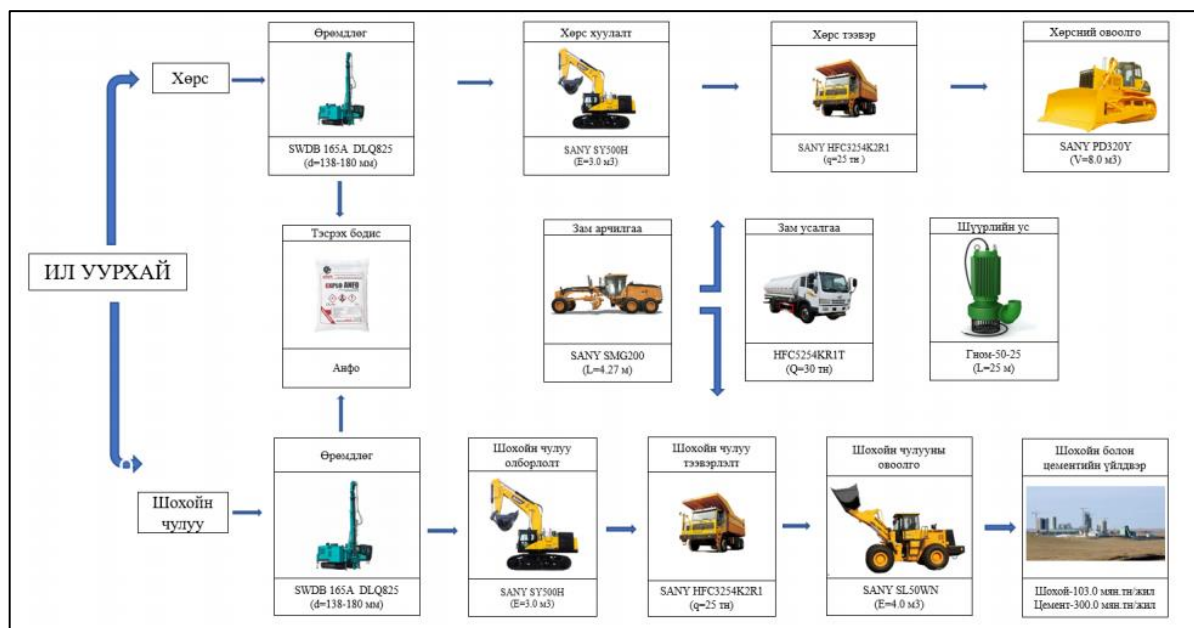 Өрөмдлөг
Хөрс хуулалт
Хөрс тээвэр
Хөрсний овоолго
Хөрс
SWDB 165A DLQ825
(d=138-180 мм)
SANY SY500H
(E=3.0 м3)
SANY HFC3254K2R1
(q=25 тн )
SANY PD320Y
(V=8.0 м3)
ИЛ УУРХАЙ
Тэсрэх бодис
Анфо
Зам арчилгаа
SANY SMG200
(L=4.27 м)
Зам усалгаа
HFC5254KR1T
(Q=30 тн)
Шүүрлийн ус
Гном-50-25
(L=25 м)
Шохойн
чулуу
Өрөмдлөг
SWDB 165A DLQ825
(d=138-180 мм)
Шохойн чулуу
олборлолт
SANY SY500H
(E=3.0 м3)
Шохойн чулуу
тээвэрлэлт
SANY HFC3254K2R1
(q=25 тн)
Шохойн чулууны
овоолго
SANY SL50WN
(E=4.0 м3)
Шохойн болон
цементийн үйлдвэр
Шохой-103.0 мян.тн/жил
Цемент-300.0 мян.тн/жил